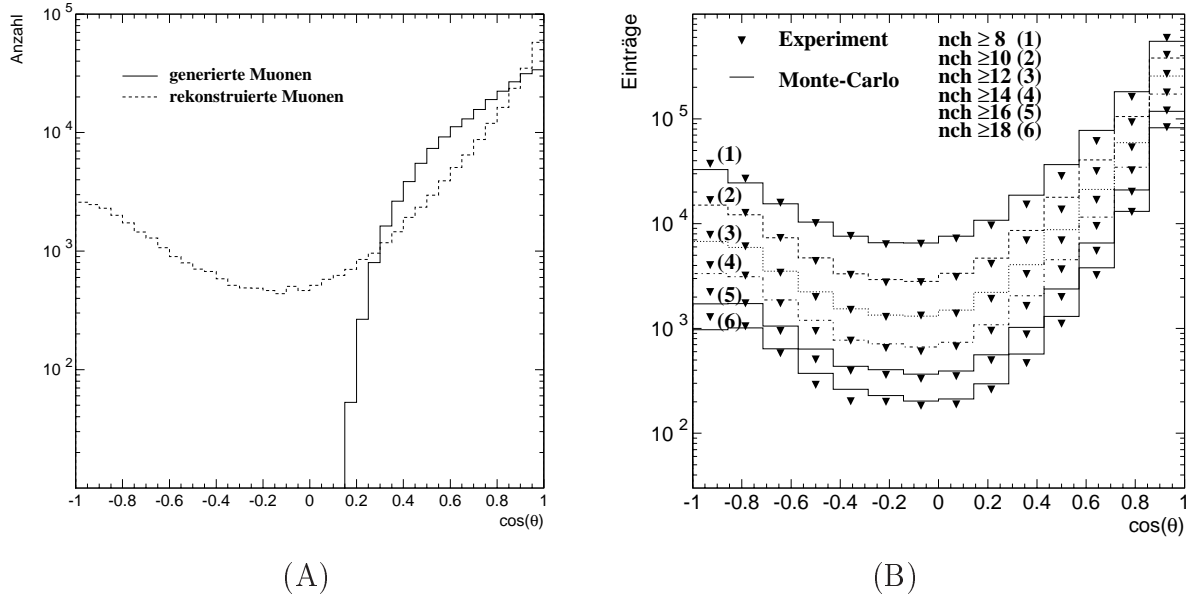 Anzahl
10^5
10^4
10^3
10^2
generierte Muonen
rekonstruierte Muonen
-1 -0.8 -0.6 -0.4 -0.2 0 0.2 0.4 0.6 0.8 1
cos(θ)
(A)
Einträge
10^5
10^4
10^3
10^2
Experiment
Monte-Carlo
nch ≥ 8 (1)
nch ≥10 (2)
nch ≥12 (3)
nch ≥14 (4)
nch ≥16 (5)
nch ≥18 (6)
(1)
(2)
(3)
(4)
(5)
(6)
-1 -0.8 -0.6 -0.4 -0.2 0 0.2 0.4 0.6 0.8 1
cos(θ)
(B)